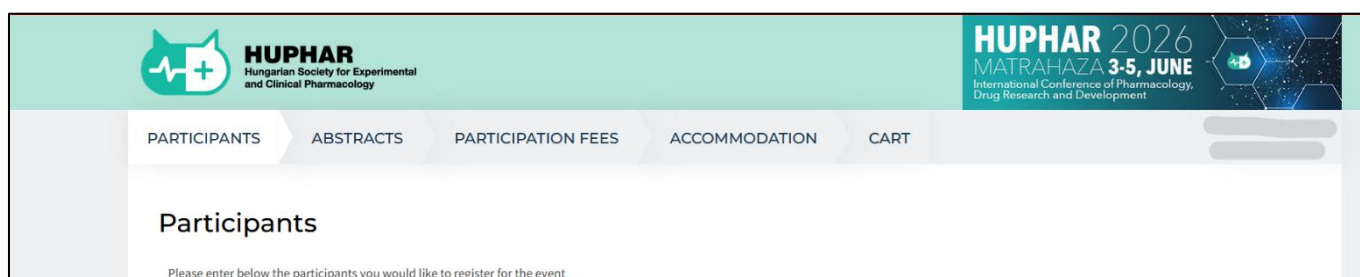 HUPHAR
Hungarian Society for Experimental
and Clinical Pharmacology
HUPHAR 2026
MATRAHAZA 3-5, JUNE
International Conference of Pharmacology,
Drug Research and Development
PARTICIPANTS ABSTRACTS PARTICIPATION FEES ACCOMMODATION CART
Participants
Please enter below the participants you would like to register for the event